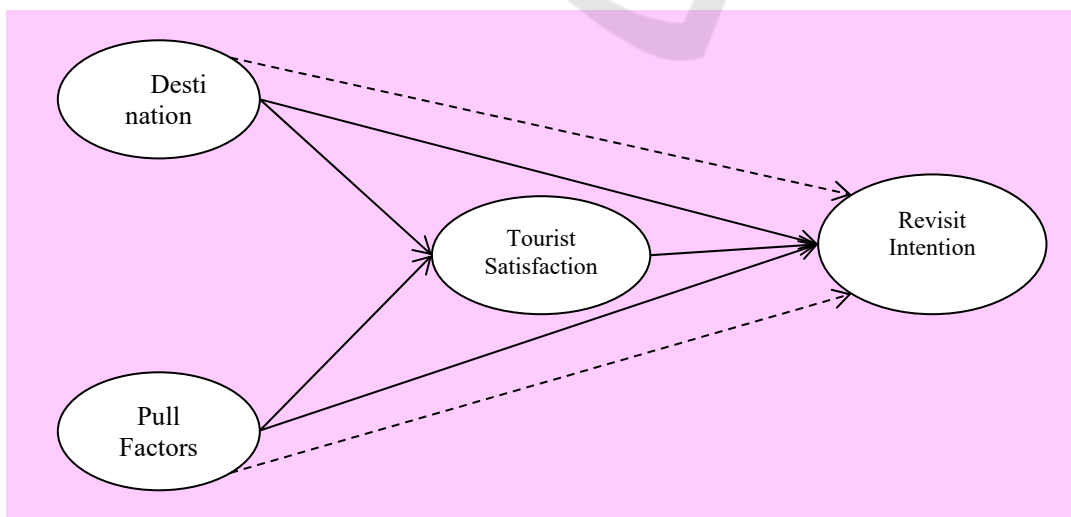 Desti
nation
Tourist
Satisfaction
Revisit
Intention
Pull
Factors